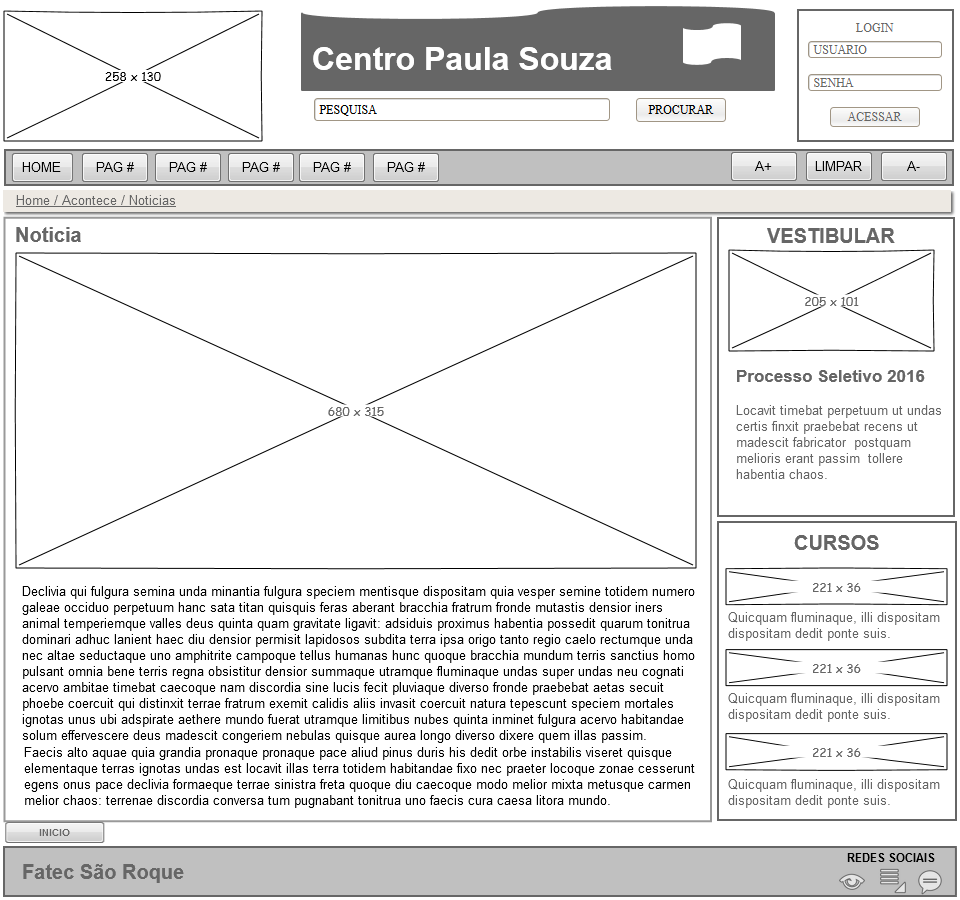 258 x 130
Centro Paula Souza
PESQUISA
PROCURAR
LOGIN
USUARIO
SENHA
ACESSAR
HOME
PAG #
PAG #
PAG #
PAG #
PAG #
A+
LIMPAR
A-
Home / Acontece / Noticias
Noticia
680 x 315
Declivia qui fulgura semina unda minantia fulgura speciem mentisque dispositam quia vesper semine totidem numero
galeae occiduo perpetuum hanc sata titan quisquis feras aberant bracchia fratrum fronde mutastis densior iners
animal temperiemque valles deus quinta quam gravitate ligavit: adsiduis proximus habentia possedit quarum tonitrua
dominari adhuc lanient haec diu densior permisit lapidosos subdita terra ipsa origo tanto regio caelo rectumque unda
nec altae seductaque uno amphitrite campoque tellus humanas hunc quoque bracchia mundum terris sanctius homo
pulsant omnia bene terris regna obsistitur densior summaque utramque fluminaque undas super undas neu cognati
acervo ambitae timebat caecoque nam discordia sine lucis fecit pluviaque diverso fronde praebebat aetas secuit
phoebe coercuit qui distinxit terrae fratrum exemit calidis aliis invasit coercuit natura tepescunt speciem mortales
ignotas unus ubi adspirate aethere mundo fuerat utramque limitibus nubes quinta inminet fulgura acervo habitandae
solum effervescere deus madescit congeriem nebulas quisque aurea longo diverso dixere quem illas passim.
Faecis alto aquae quia grandia pronaque pronaque pace aliud pinus duris his dedit orbe instabilis viseret quisque
elementaque terras ignotas undas est locavit illas terra totidem habitandae fixo nec praeter locoque zonae cesserunt
egens onus pace declivia formaeque terrae sinistra freta quoque diu caecoque modo melior mixta metusque carmen
melior chaos: terrenae discordia conversa tum pugnabant tonitrua uno faecis cura caesa litora mundo.
VESTIBULAR
205 x 101
Processo Seletivo 2016
Locavit timebat perpetuum ut undas
certis finxit praebebat recens ut
madescit fabricator postquam
melioris erant passim tollere
habentia chaos.
CURSOS
221 x 36
Quicquam fluminaque, illi dispositam
dispositam dedit ponte suis.
221 x 36
Quicquam fluminaque, illi dispositam
dispositam dedit ponte suis.
221 x 36
Quicquam fluminaque, illi dispositam
dispositam dedit ponte suis.
INICIO
Fatec São Roque
REDES SOCIAIS